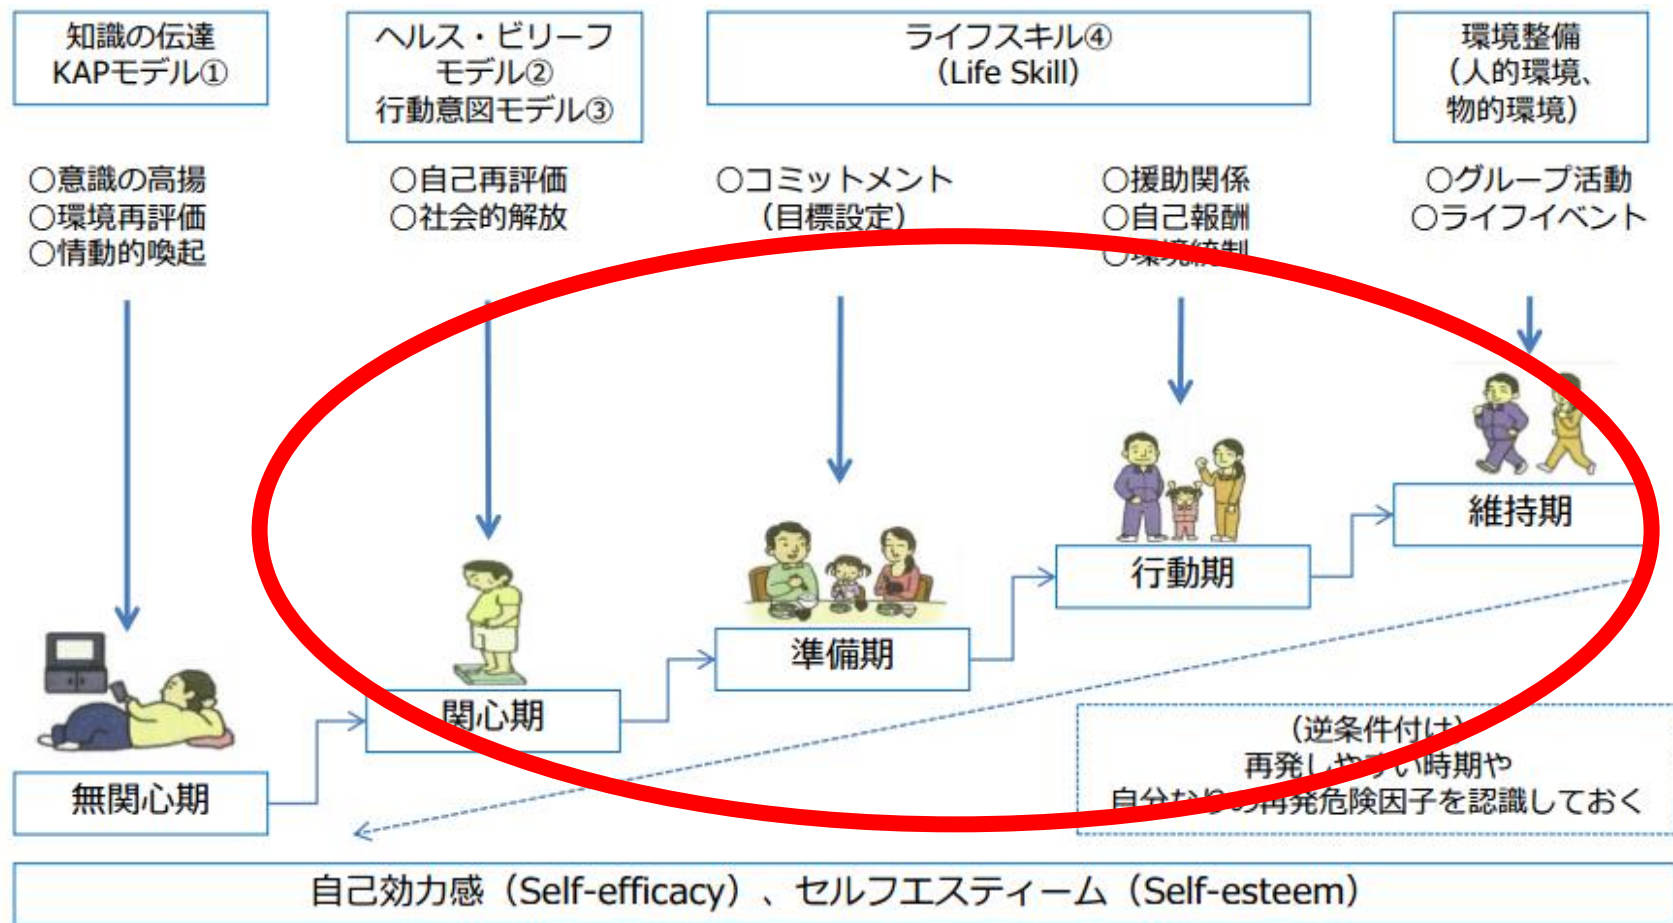 知識の伝達
KAPモデル①
ヘルス・ビリーフ
モデル②
行動意図モデル③
ライフスキル④
（Life Skill）
環境整備
（人的環境、
物的環境）
○意識の高揚
○環境再評価
○情動的喚起
○自己再評価
○社会的解放
○コミットメント
（目標設定）
○援助関係
○自己報酬
○環境統制
○グループ活動
○ライフイベント
無関心期
関心期
準備期
行動期
維持期
（逆条件付け）
再発しやすい時期や
自分なりの再発危険因子を認識しておく
自己効力感（Self-efficacy）、セルフエスティーム（Self-esteem）